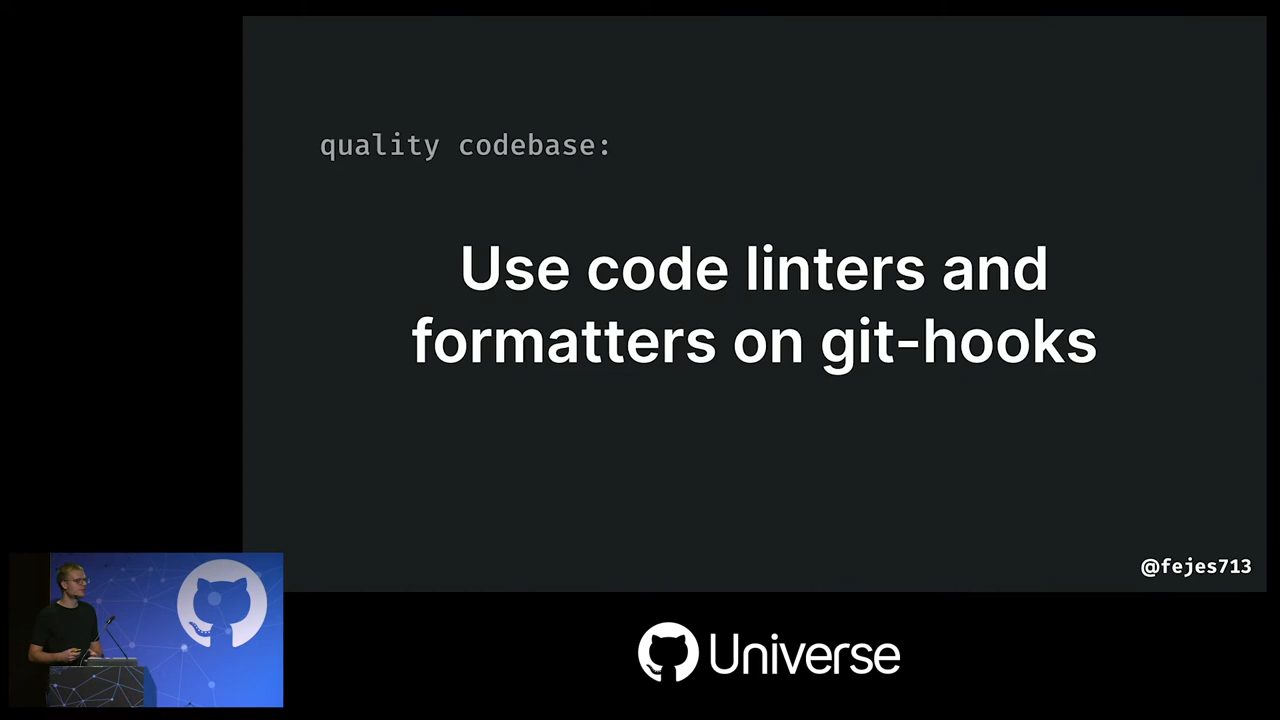 quality codebase:
Use code linters and
formatters on git-hooks
@fejes713
Universe